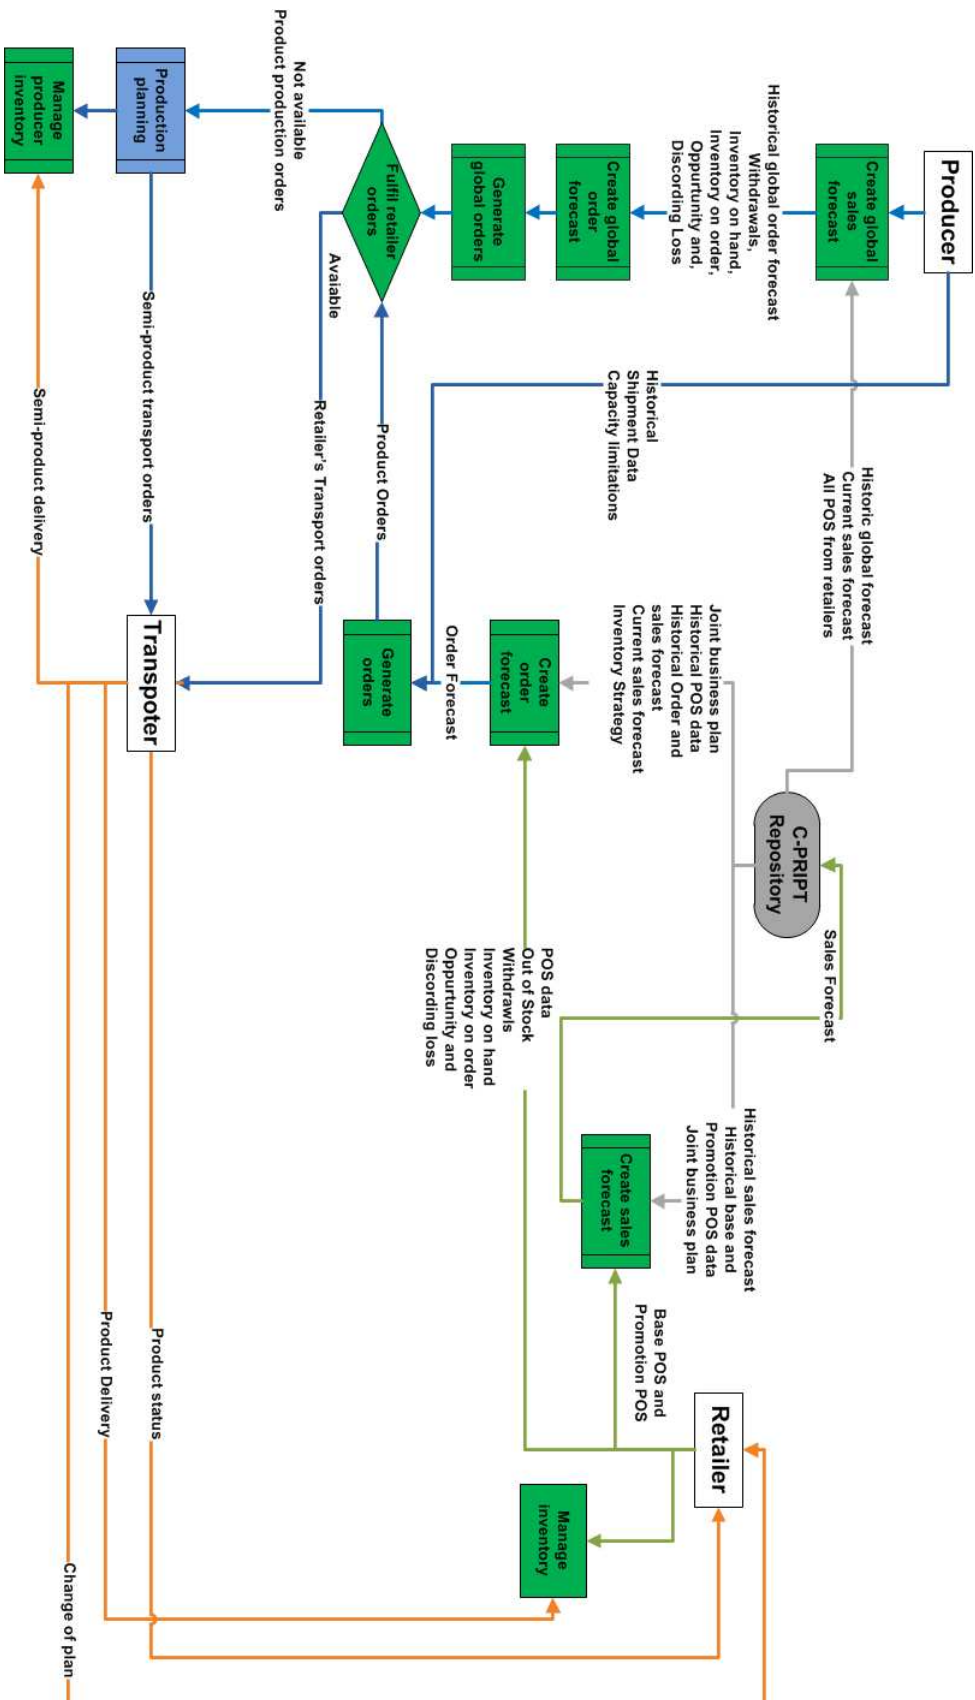 Producer
Create global
sales
forecast
Historical global order forecast
Withdrawals,
Inventory on hand,
Inventory on order,
Oppurtunity and,
Discording Loss
Create global
order
forecast
Generate
global orders
Fulfil retailer
orders
Not available
Product production orders
Production
planning
Manage
producer
inventory
Avaiable
Retailer's Transport orders
Product Orders
Semi-product transport orders
Semi-product delivery
Historical
Shipment Data
Capacity limitations
Historic global forecast
Current sales forecast
All POS from retailers
C-PRIPT
Repository
Sales Forecast
Joint business plan
Historical POS data
Historical Order and
sales forecast
Current sales forecast
Inventory Strategy
Create
order
forecast
Order Forecast
Generate
orders
Transpoter
POS data
Out of Stock
Withdrawls
Inventory on hand
Inventory on order
Oppurtunity and
Discording loss
Historical sales forecast
Historical base and
Promotion POS data
Joint business plan
Create sales
forecast
Base POS and
Promotion POS
Retailer
Manage
inventory
Product status
Product Delivery
Change of plan